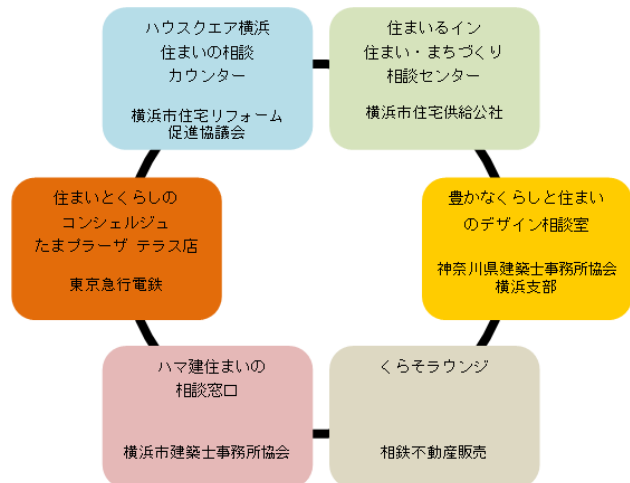 ハウスクエア横浜
住まいの相談
カウンター
横浜市住宅リフォーム
促進協議会
住まいるイン
住まい・まちづくり
相談センター
横浜市住宅供給公社
住まいとくらしの
コンシェルジュ
たまプラーザ テラス店
東京急行電鉄
豊かなくらしと住まい
のデザイン相談室
神奈川県建築士事務所協会
横浜支部
ハマ建住まいの
相談窓口
横浜市建築士事務所協会
くらそラウンジ
相鉄不動産販売